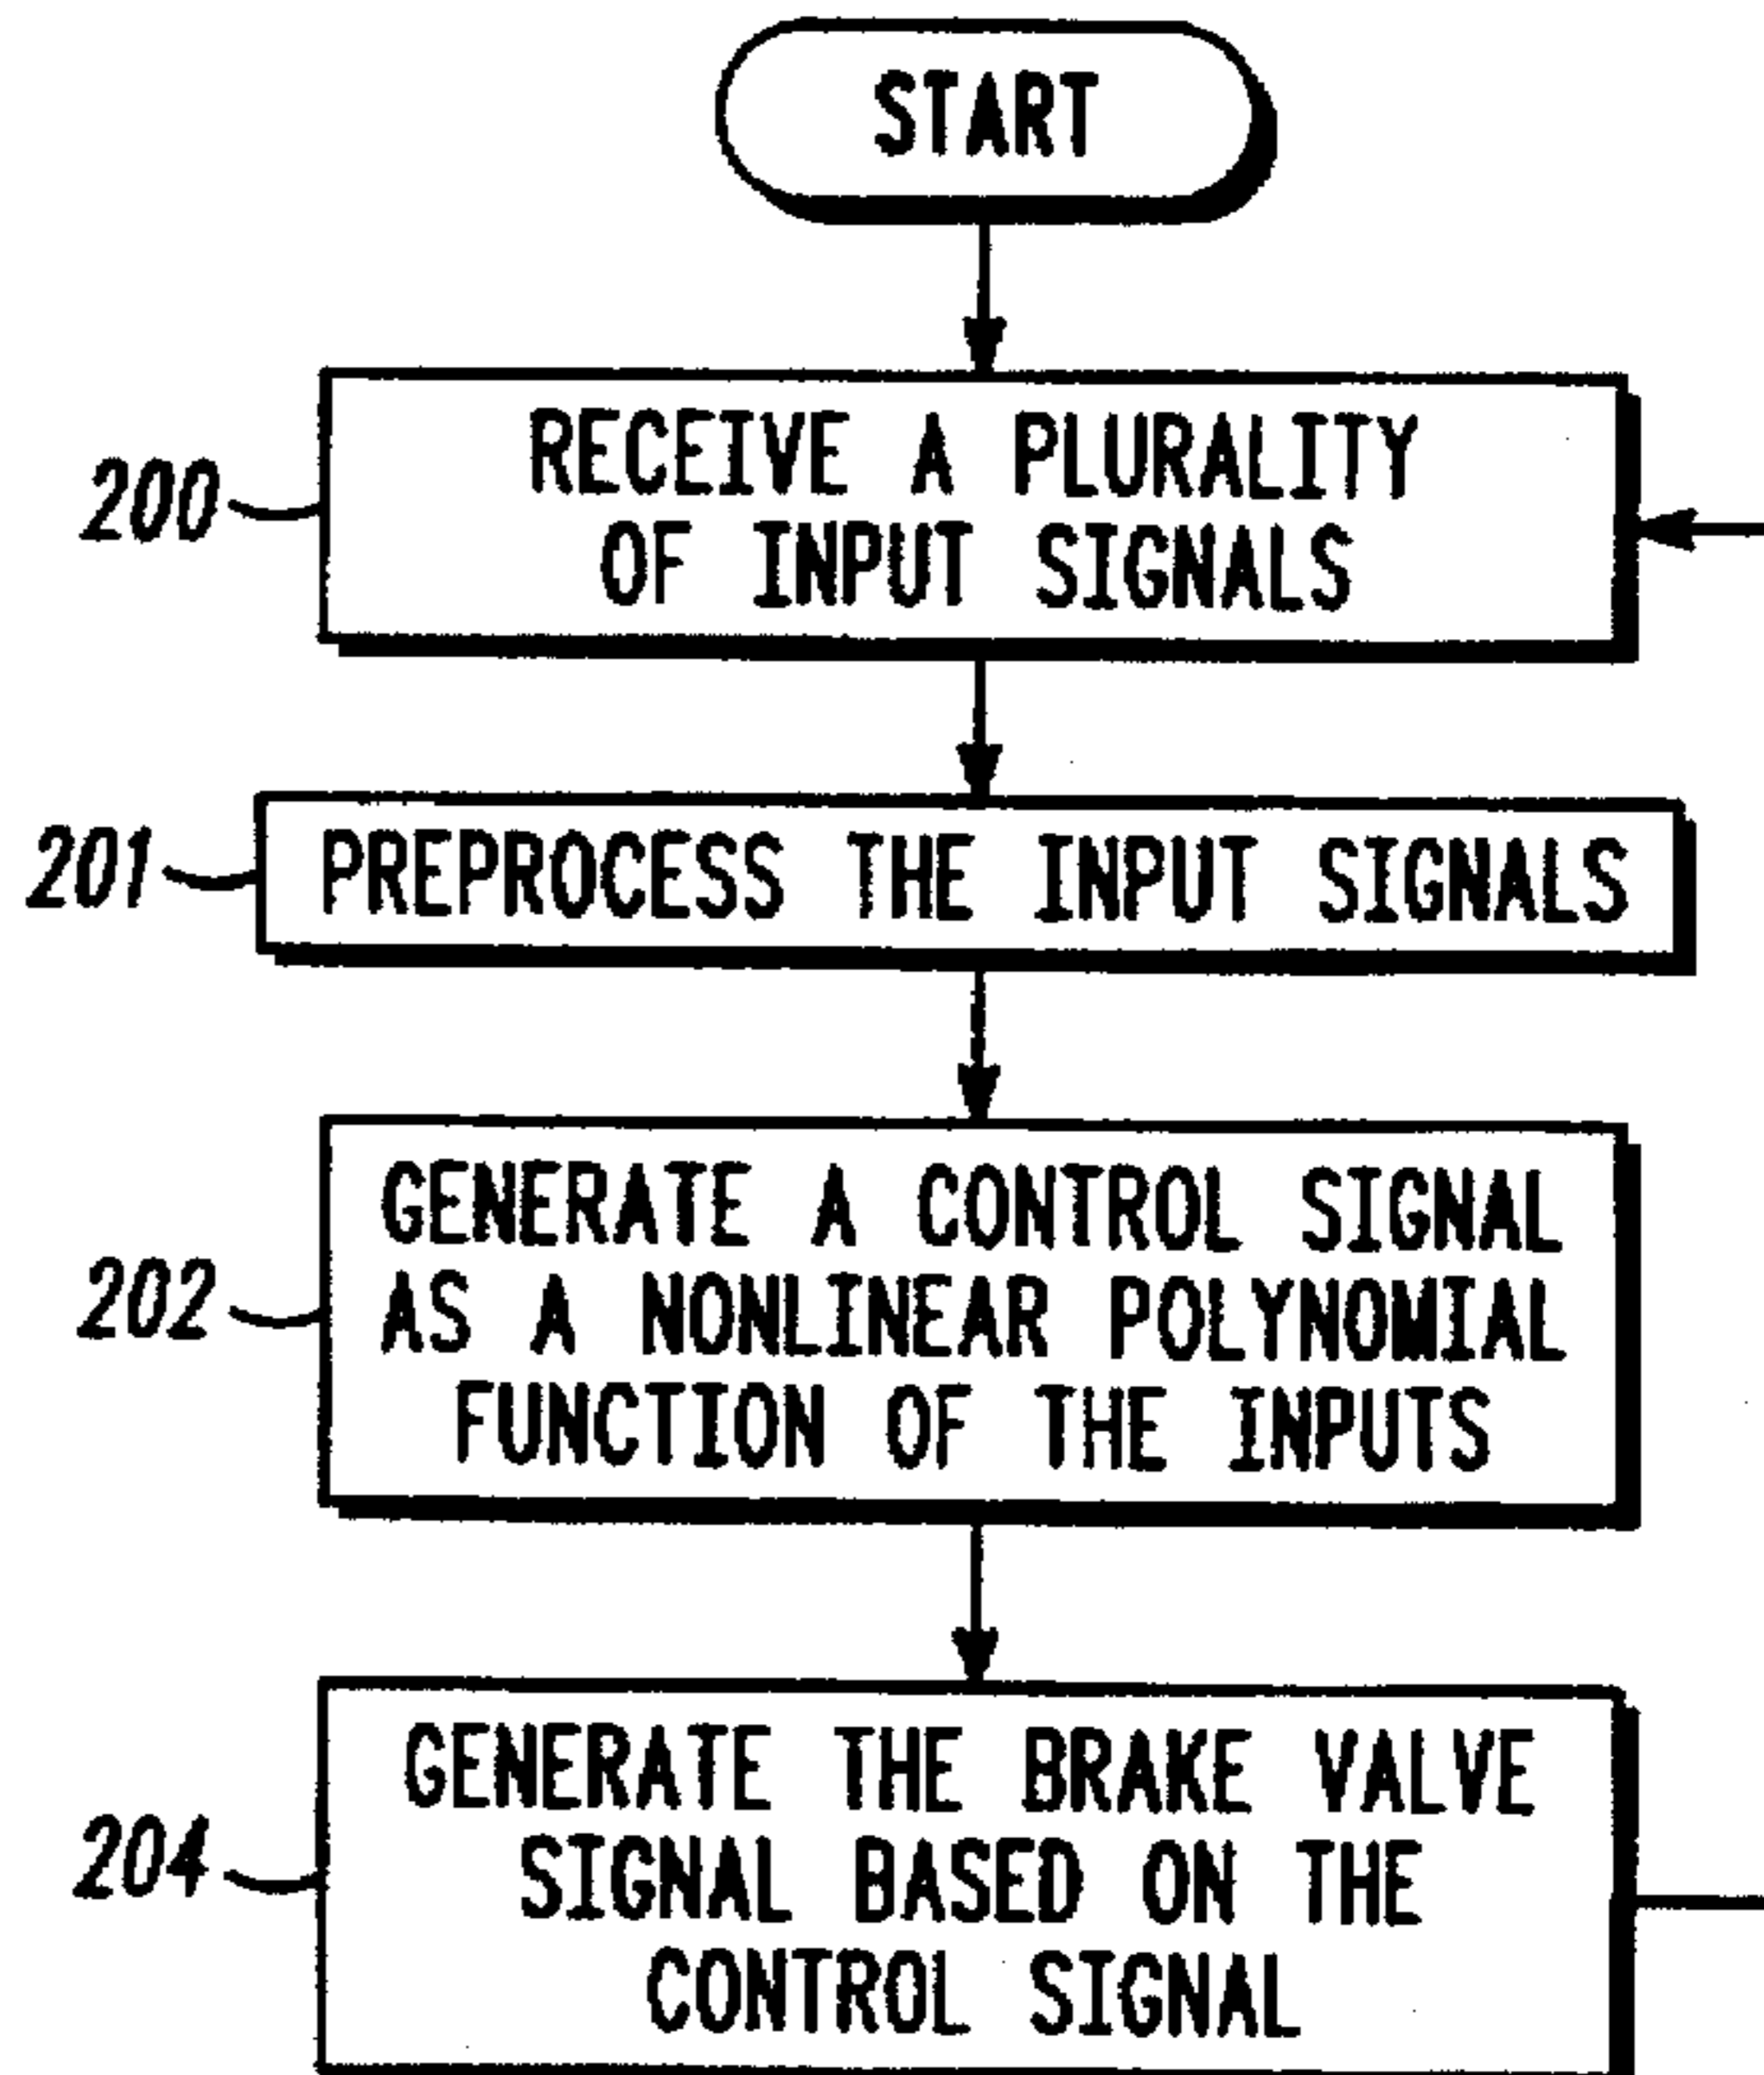 START
RECEIVE A PLURALITY
OF INPUT SIGNALS
200
PREPROCESS THE INPUT SIGNALS
201
GENERATE A CONTROL SIGNAL
AS A NONLINEAR POLYNOMIAL
FUNCTION OF THE INPUTS
202
GENERATE THE BRAKE VALVE
SIGNAL BASED ON THE
CONTROL SIGNAL
204